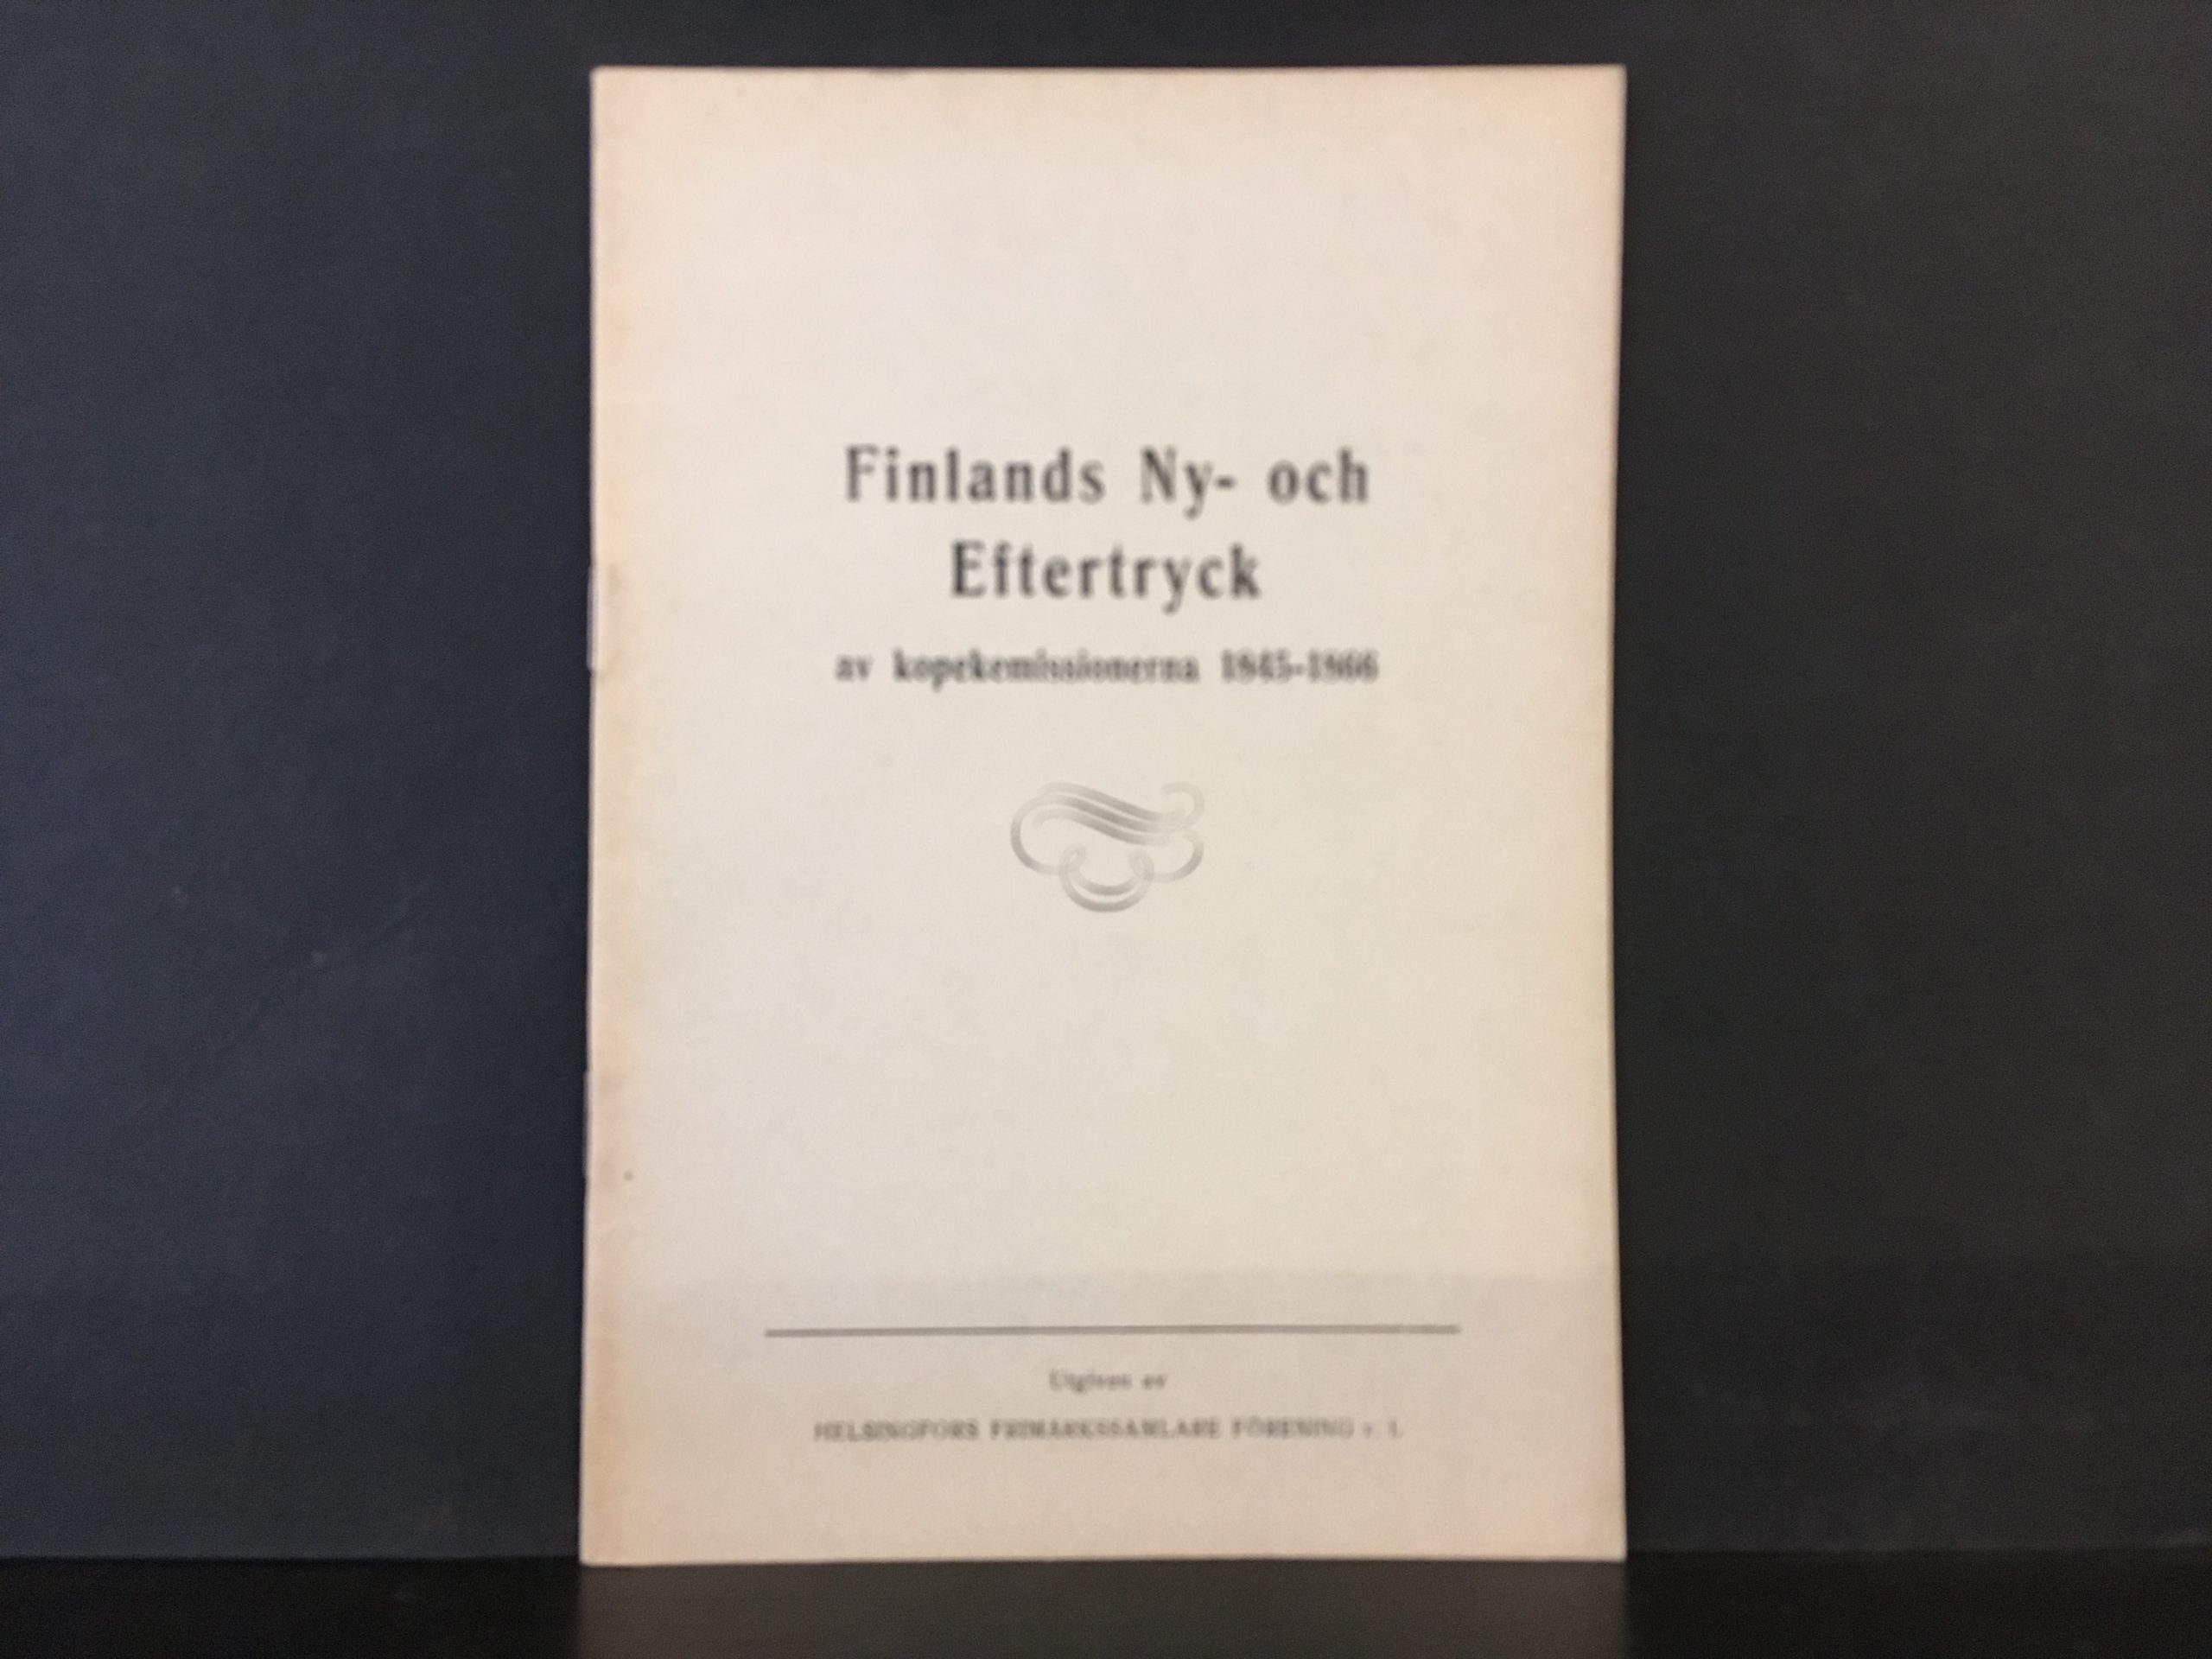 Finlands Ny- och
Eftertryck
av kopekemissionerna 1845-1866
Utgiven av
HELSINGFORS FRIMÄRKSSAMLARE FÖRENING r. f.